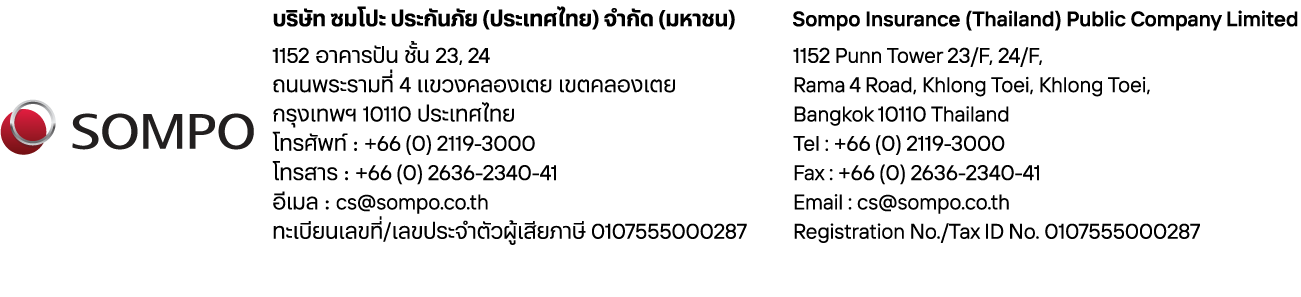 SOMPO
บริษัท ซมโปะ ประกันภัย (ประเทศไทย) จำกัด (มหาชน)
1152 อาคารปัน ชั้น 23, 24
ถนนพระรามที่ 4 แขวงคลองเตย เขตคลองเตย
กรุงเทพฯ 10110 ประเทศไทย
โทรศัพท์ : +66 (0) 2119-3000
โทรสาร : +66 (0) 2636-2340-41
อีเมล : cs@sompo.co.th
ทะเบียนเลขที่/เลขประจำตัวผู้เสียภาษี 0107555000287
Sompo Insurance (Thailand) Public Company Limited
1152 Punn Tower 23/F, 24/F,
Rama 4 Road, Khlong Toei, Khlong Toei,
Bangkok 10110 Thailand
Tel : +66 (0) 2119-3000
Fax : +66 (0) 2636-2340-41
Email : cs@sompo.co.th
Registration No./Tax ID No. 0107555000287